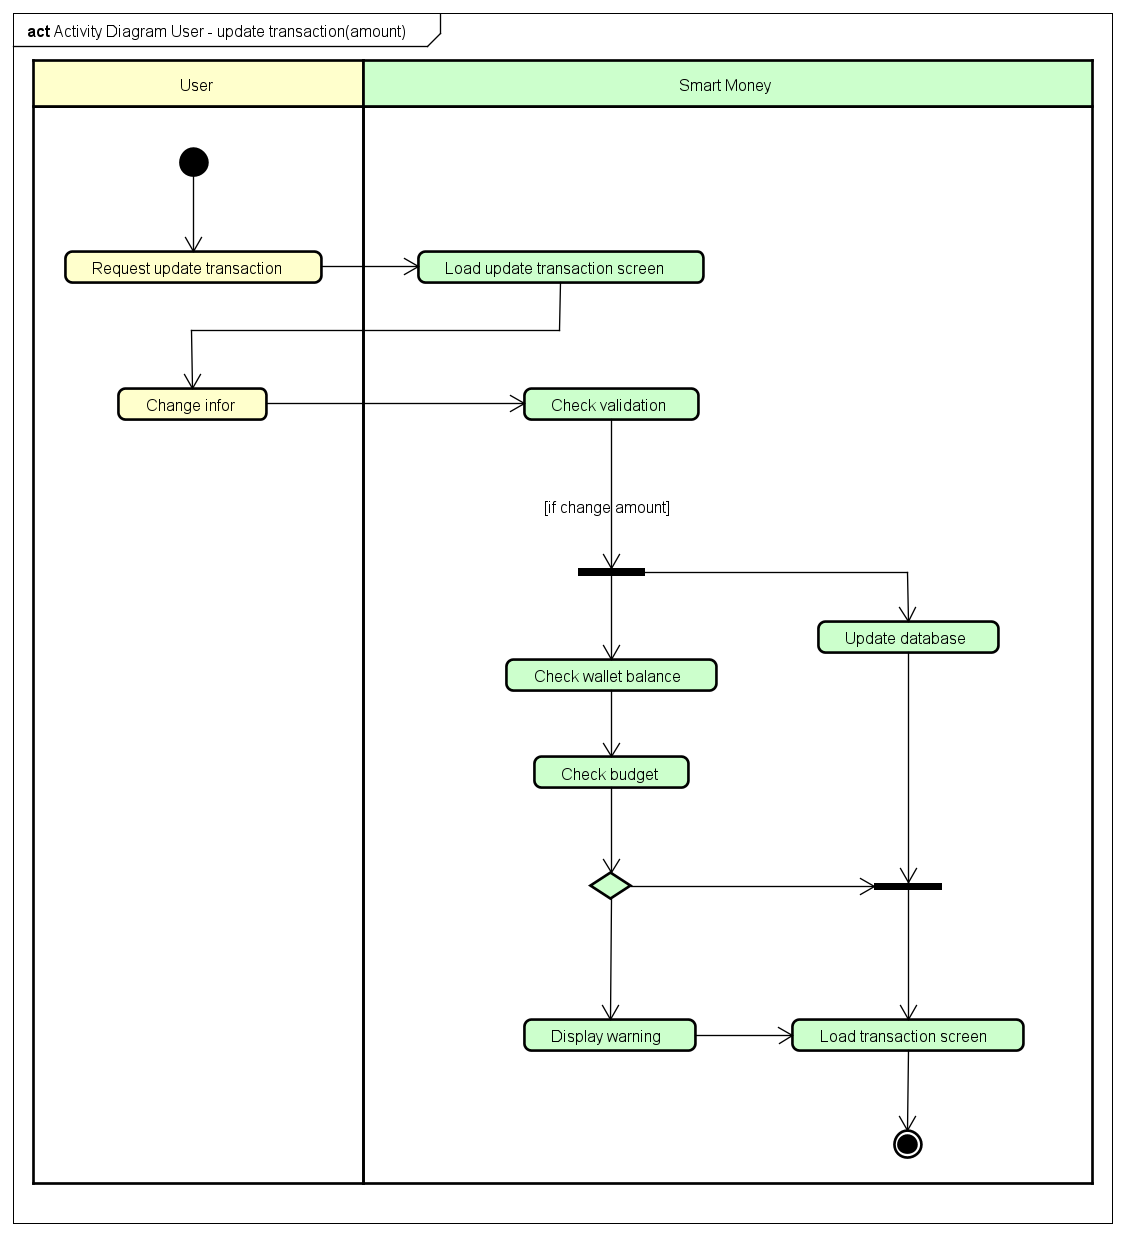 act Activity Diagram User - update transaction(amount)
User
Smart Money
Request update transaction
Load update transaction screen
Change infor
Check validation
[if change amount]
Update database
Check wallet balance
Check budget
Display warning
Load transaction screen